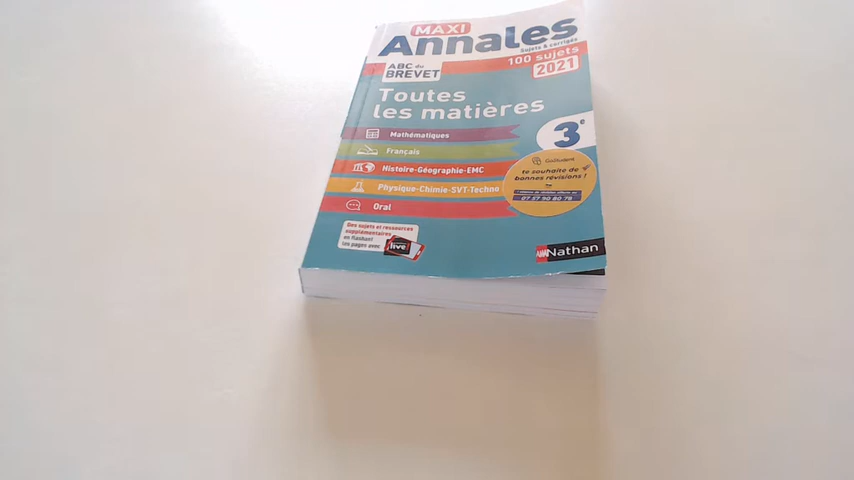 MAXI
Annales
Sujets & corrigés
100 sujets
2021
ABC du
BREVET
Toutes
les matières
3e
Mathématiques
Français
Histoire-Géographie-EMC
Physique-Chimie-SVT-Techno
Oral
GoStudent
te souhaite de
bonnes révisions !
07 57 90 80 78
Des sujets et ressources
supplémentaires
en flashant
les pages avec
live
Nathan